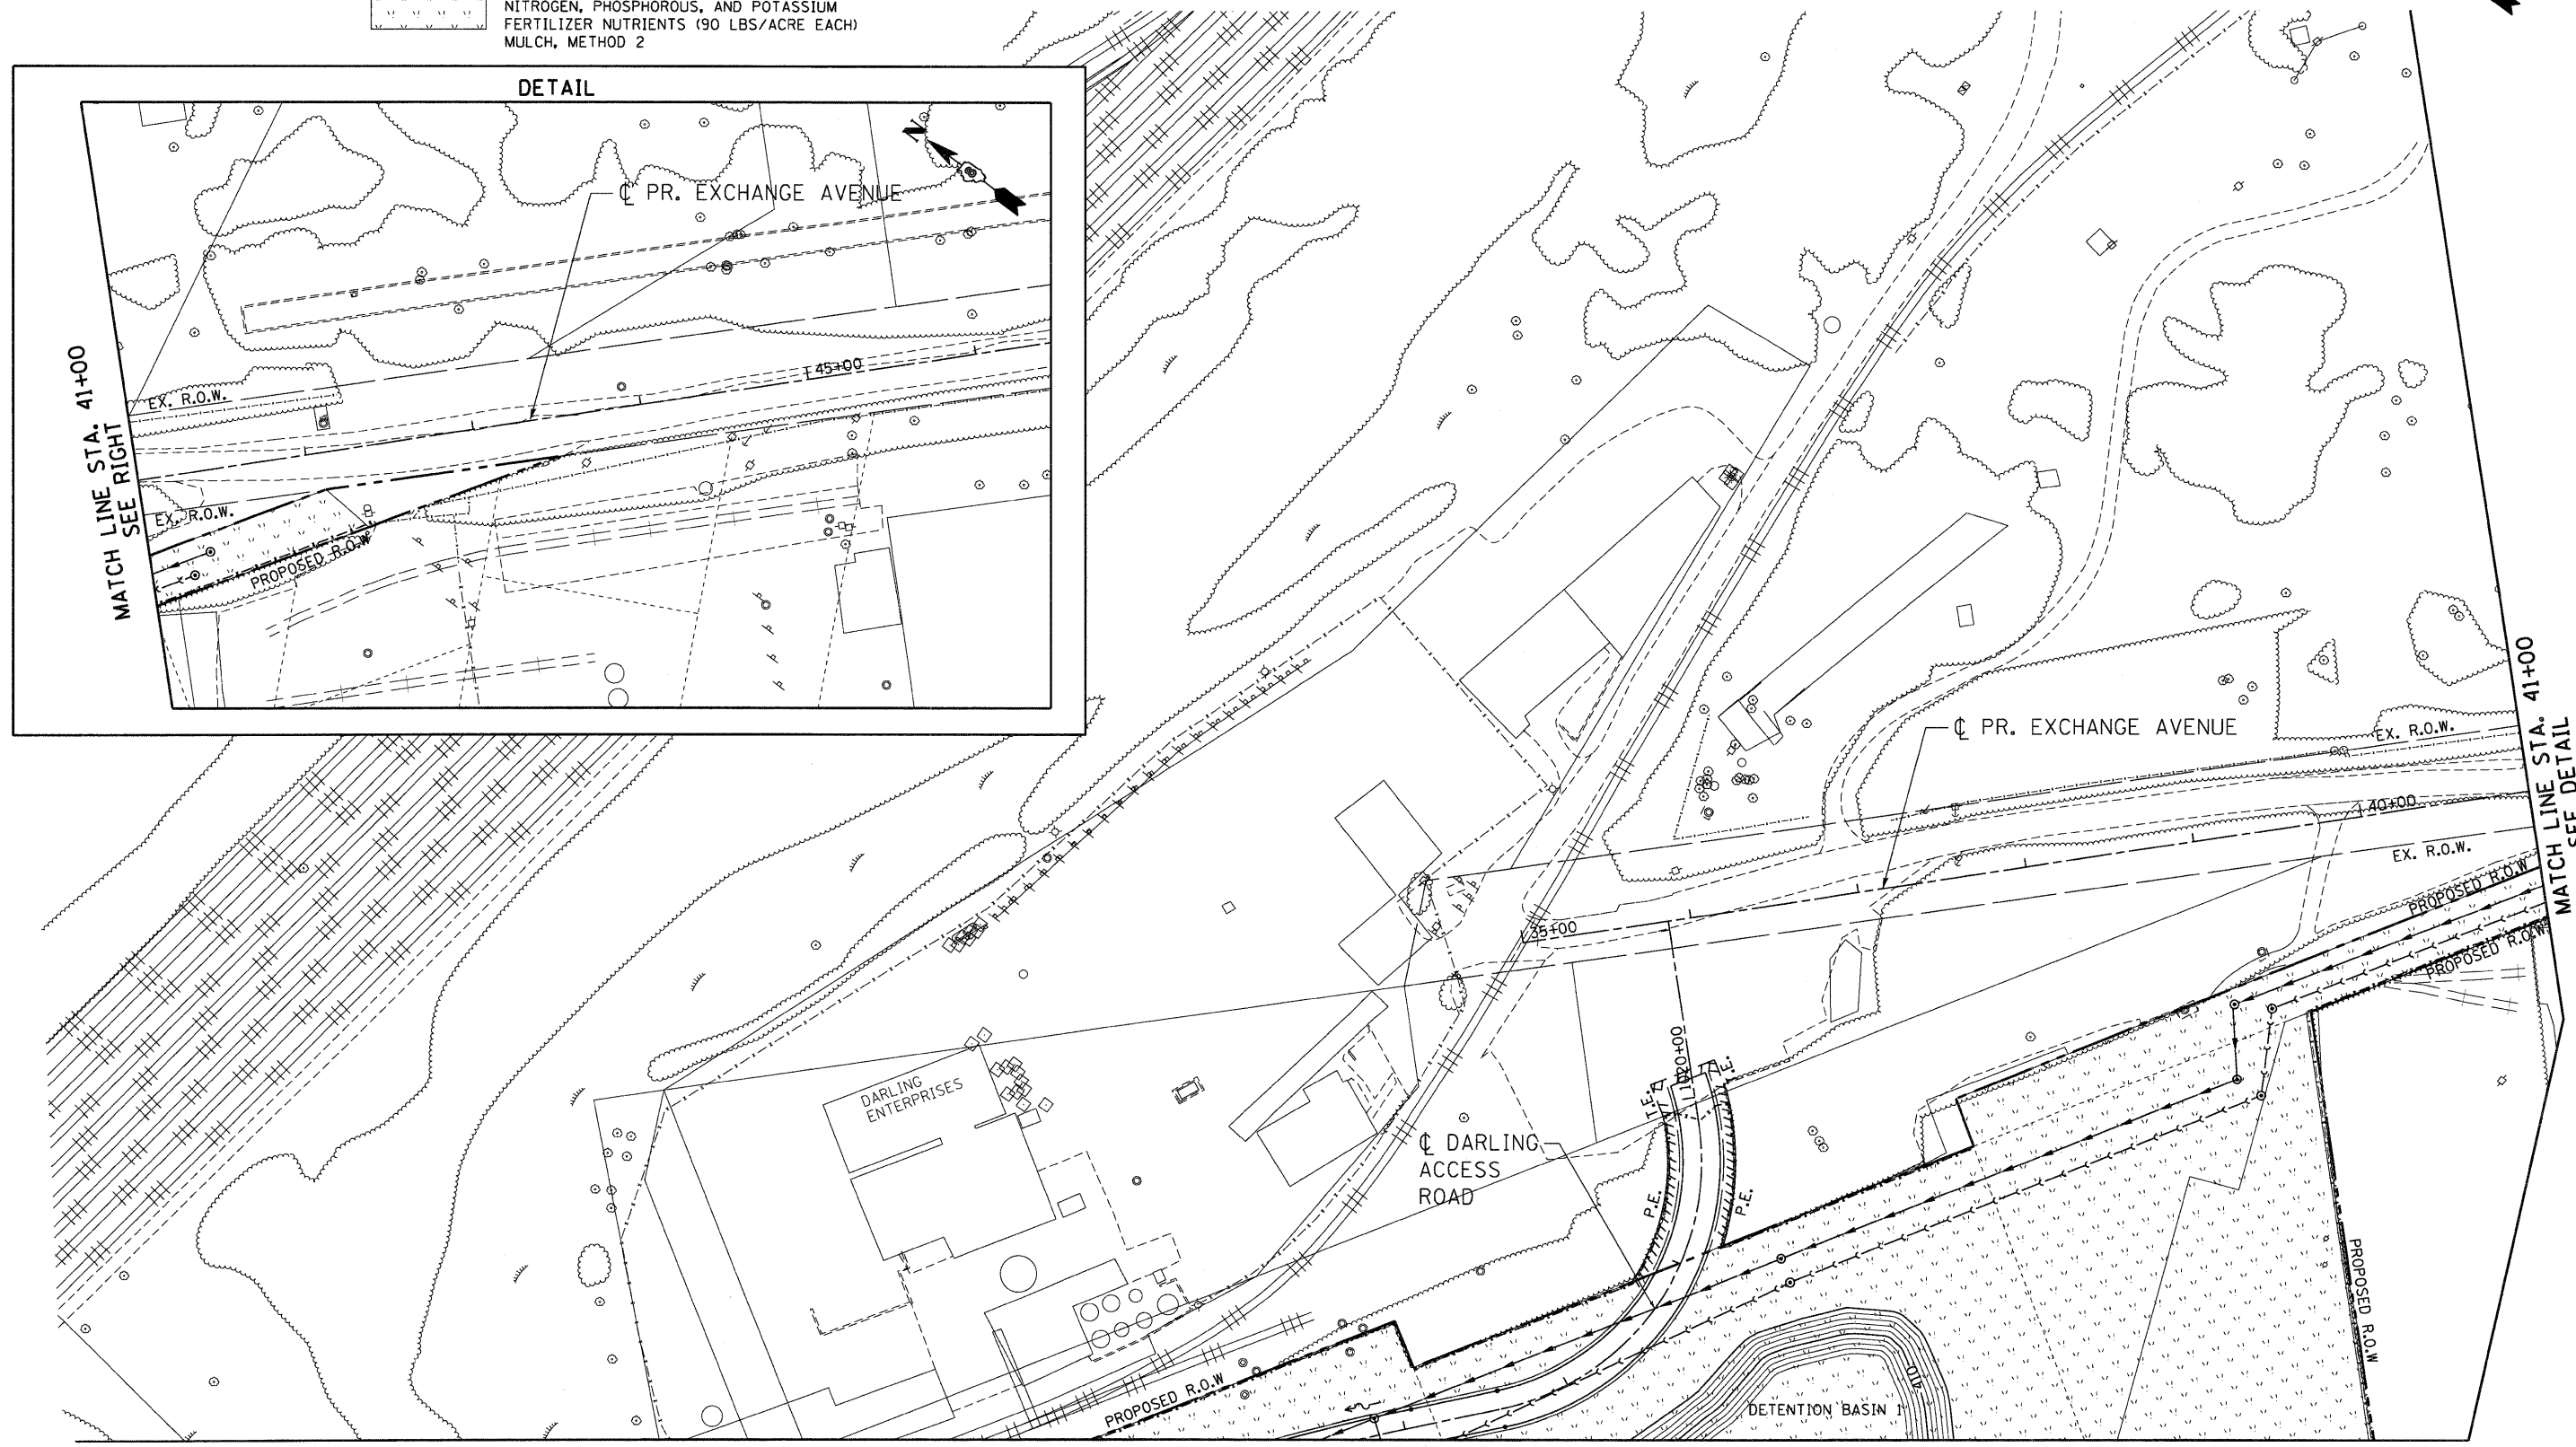 NITROGEN, PHOSPHOROUS, AND POTASSIUM
FERTILIZER NUTRIENTS (90 LBS/ACRE EACH)
MULCH, METHOD 2
DETAIL
N
℄ PR. EXCHANGE AVENUE
45+00
EX. R.O.W.
MATCH LINE STA. 41+00
SEE RIGHT
EX. R.O.W.
PROPOSED R.O.W
℄ PR. EXCHANGE AVENUE
EX. R.O.W.
40+00
EX. R.O.W.
MATCH LINE STA. 41+00
SEE DETAIL
PROPOSED R.O.W
PROPOSED R.O.W
35+00
102+00
T.E.
T.E.
P.E.
P.E.
℄ DARLING
ACCESS
ROAD
DARLING
ENTERPRISES
PROPOSED R.O.W
PROPOSED R.O.W
410
DETENTION BASIN 1